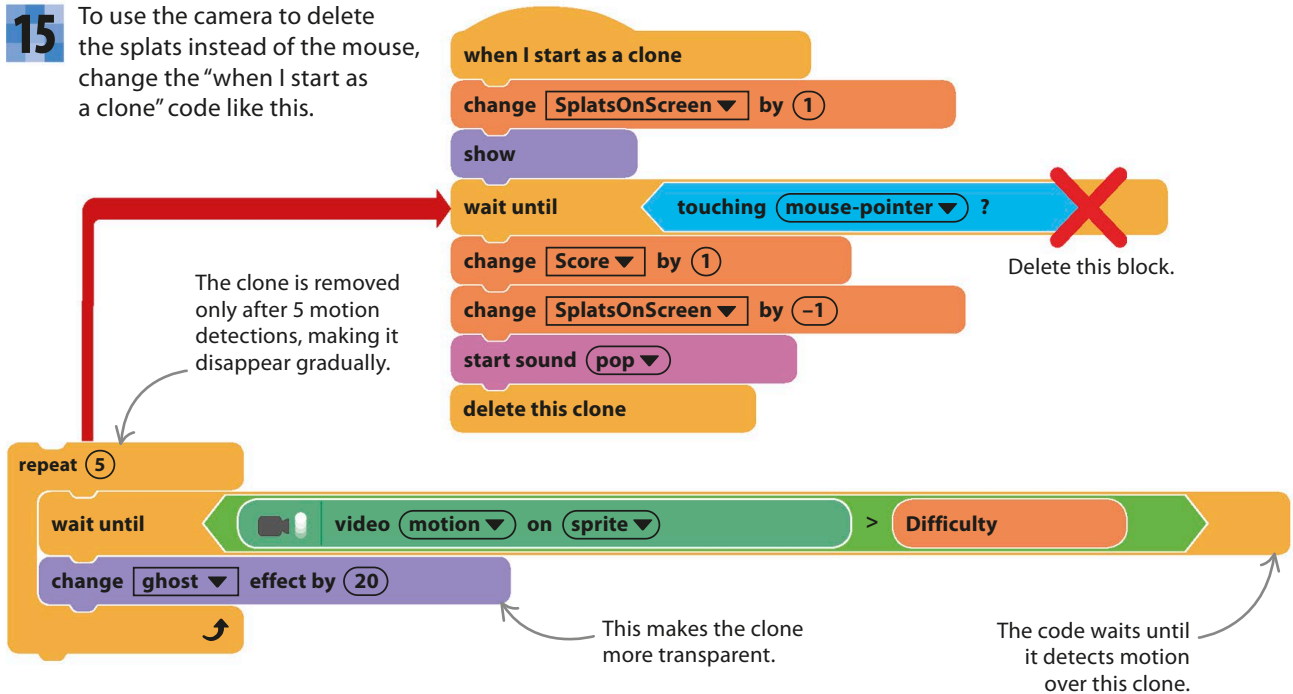 15
To use the camera to delete
the splats instead of the mouse,
change the “when I start as
a clone” code like this.
when I start as a clone
change SplatsOnScreen by 1
show
wait until touching mouse-pointer ?
Delete this block.
change Score by 1
change SplatsOnScreen by –1
start sound pop
delete this clone
The clone is removed
only after 5 motion
detections, making it
disappear gradually.
repeat 5
wait until video motion on sprite > Difficulty
change ghost effect by 20
This makes the clone
more transparent.
The code waits until
it detects motion
over this clone.